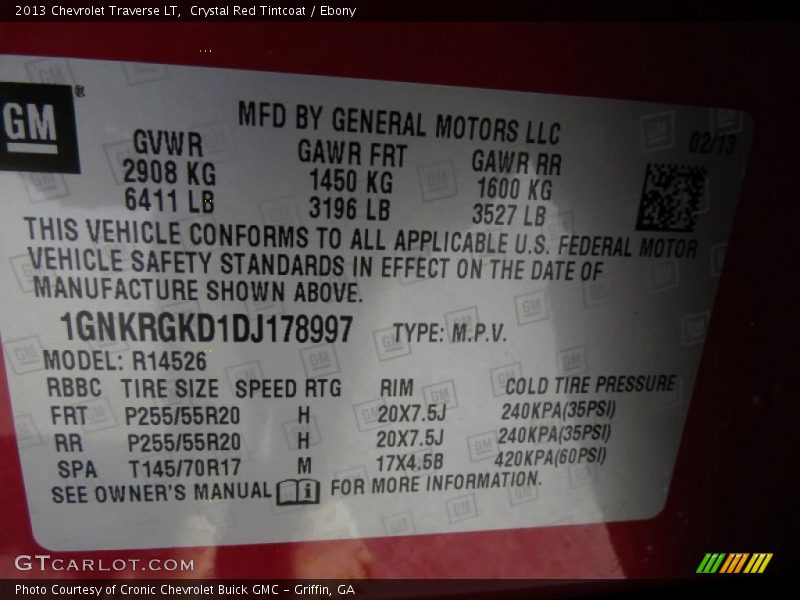 2013 Chevrolet Traverse LT,  Crystal Red Tintcoat / Ebony
GM®
MFD BY GENERAL MOTORS LLC
02/13
GVWR GAWR FRT GAWR RR
2908 KG 1450 KG 1600 KG
6411 LB 3196 LB 3527 LB
THIS VEHICLE CONFORMS TO ALL APPLICABLE U.S. FEDERAL MOTOR
VEHICLE SAFETY STANDARDS IN EFFECT ON THE DATE OF
MANUFACTURE SHOWN ABOVE.
1GNKRGKD1DJ178997 TYPE: M.P.V.
MODEL: R14526
RBBC TIRE SIZE SPEED RTG RIM COLD TIRE PRESSURE
FRT P255/55R20 H 20X7.5J 240KPA(35PSI)
RR P255/55R20 H 20X7.5J 240KPA(35PSI)
SPA T145/70R17 M 17X4.5B 420KPA(60PSI)
SEE OWNER'S MANUAL i FOR MORE INFORMATION.
GTCARLOT.COM
Photo Courtesy of Cronic Chevrolet Buick GMC – Griffin, GA